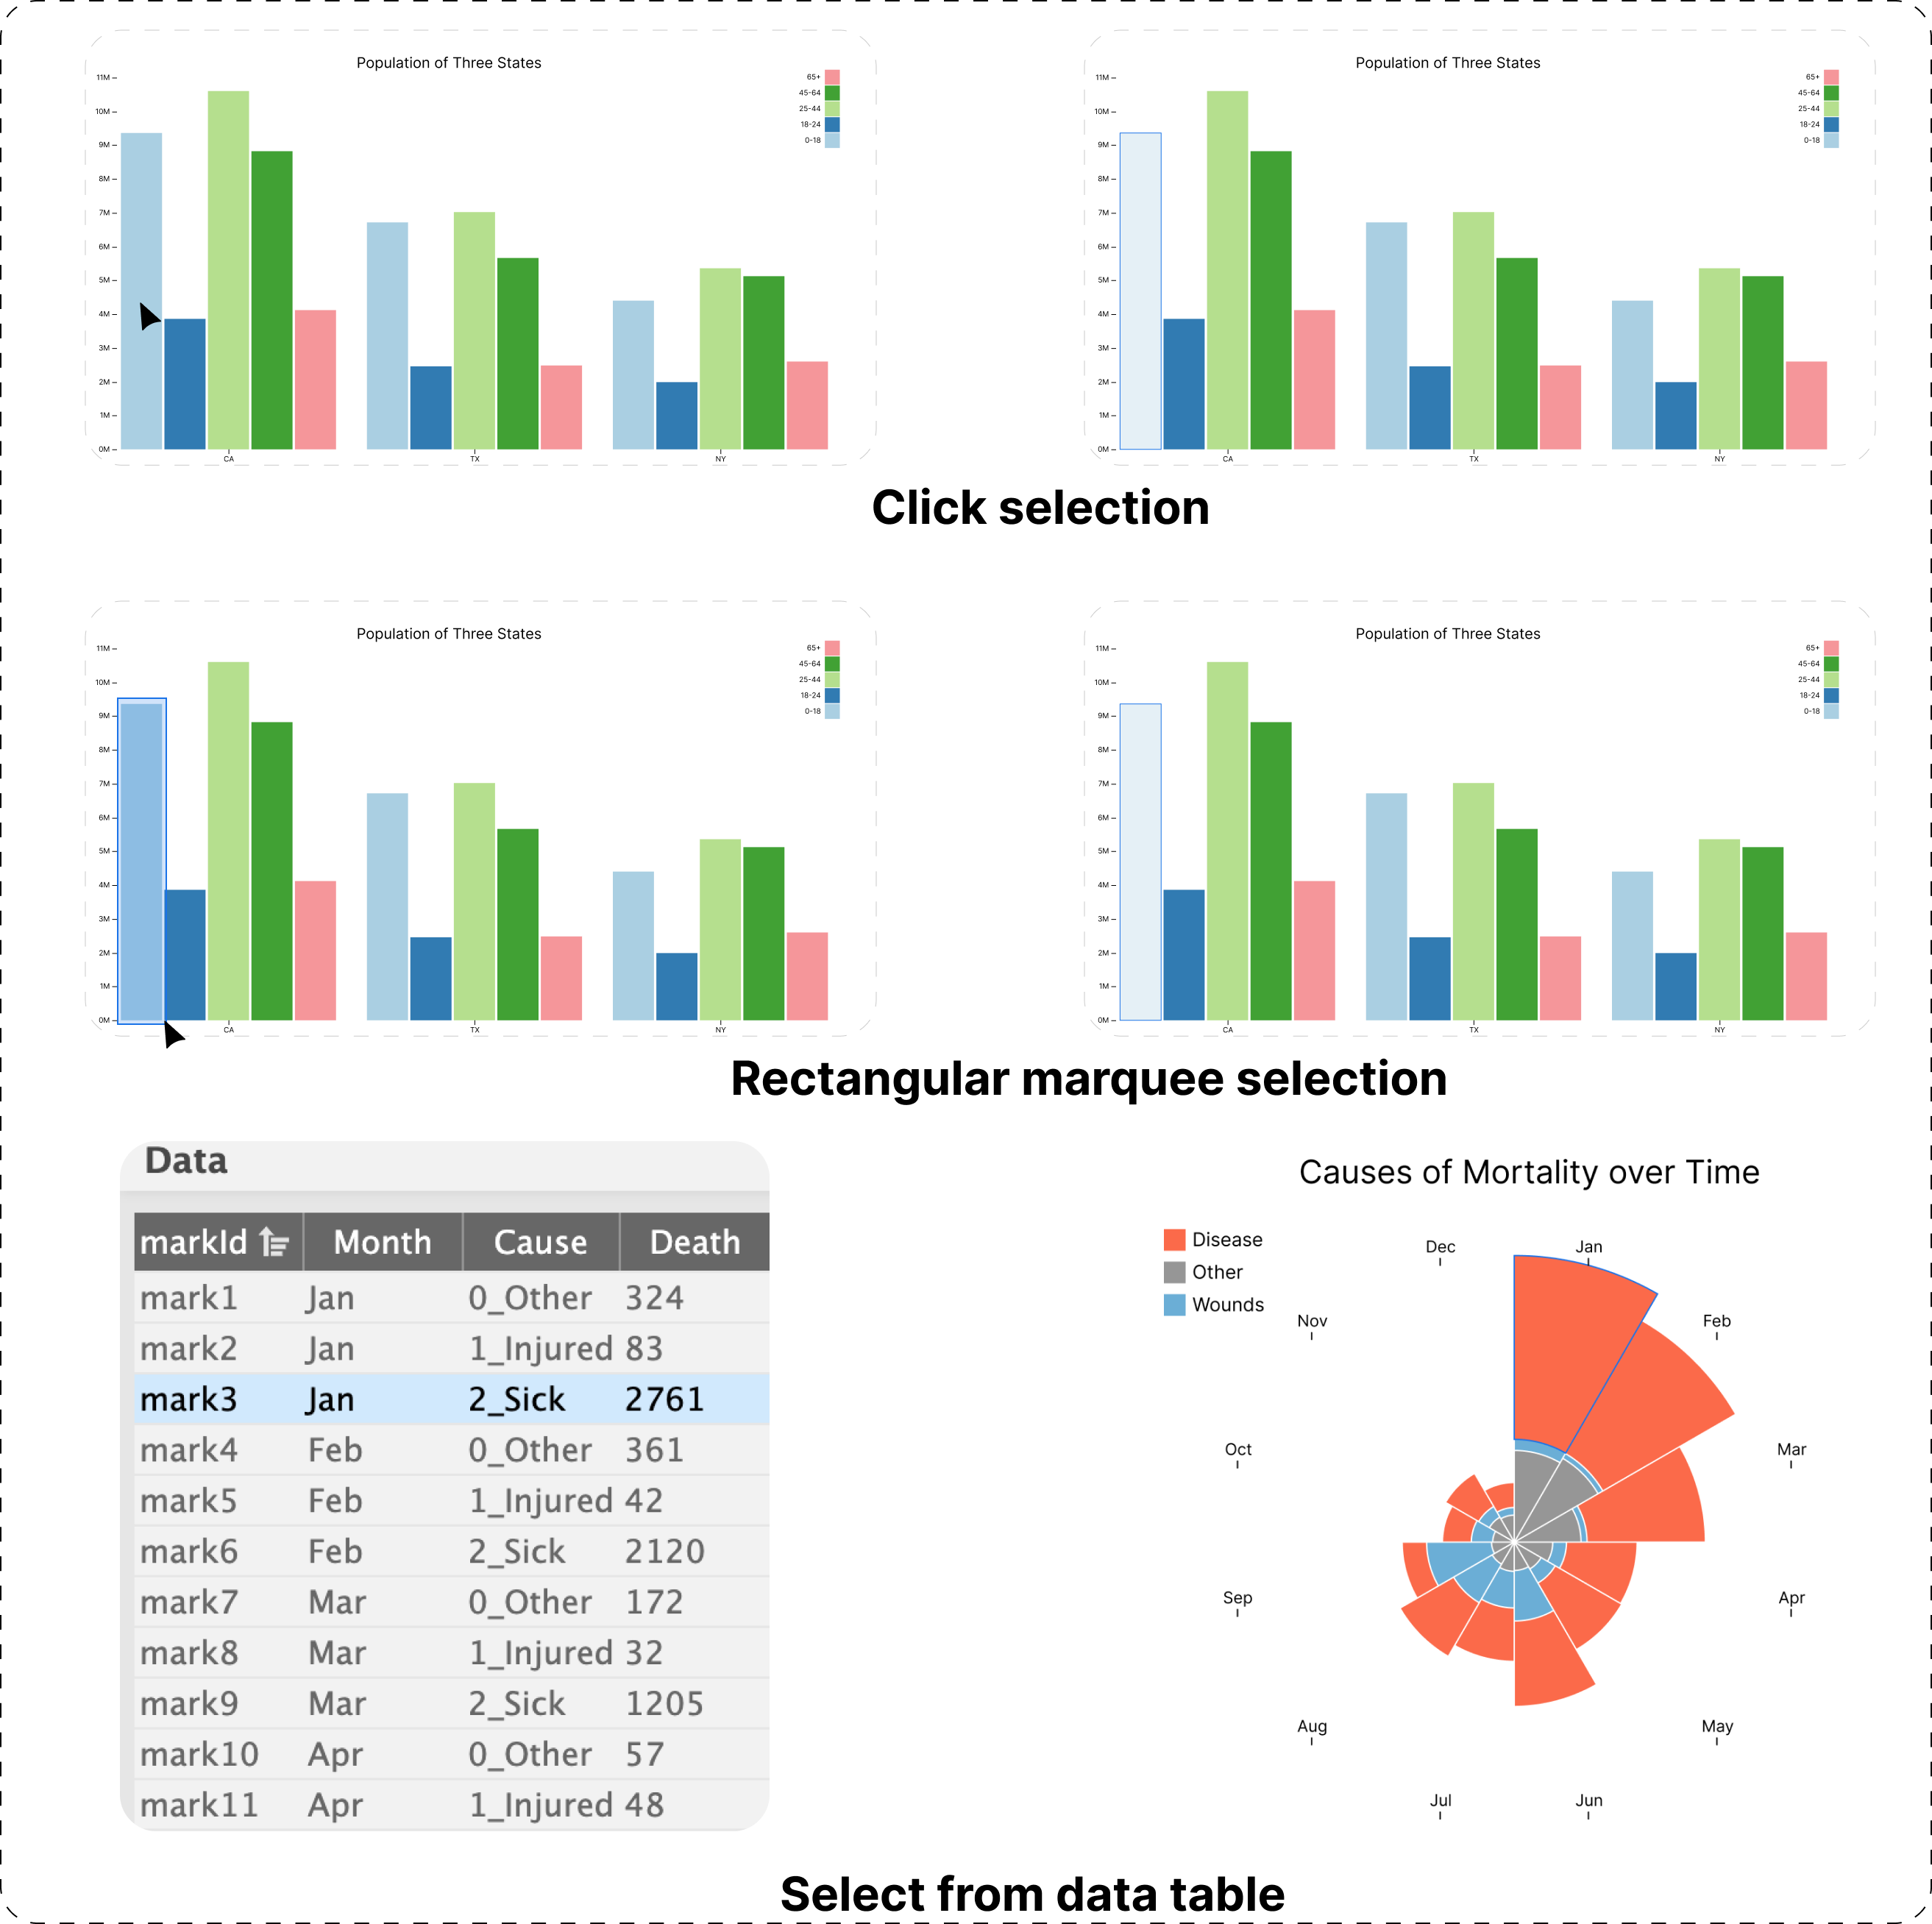 Population of Three States
11M
10M
9M
8M
7M
6M
5M
4M
3M
2M
1M
0M
65+
45-64
25-44
18-24
0-18
CA TX NY
Population of Three States
11M
10M
9M
8M
7M
6M
5M
4M
3M
2M
1M
0M
65+
45-64
25-44
18-24
0-18
CA TX NY
Click selection
Population of Three States
11M
10M
9M
8M
7M
6M
5M
4M
3M
2M
1M
0M
65+
45-64
25-44
18-24
0-18
CA TX NY
Population of Three States
11M
10M
9M
8M
7M
6M
5M
4M
3M
2M
1M
0M
65+
45-64
25-44
18-24
0-18
CA TX NY
Rectangular marquee selection
Data
markId Month Cause Death
mark1 Jan 0_Other 324
mark2 Jan 1_Injured 83
mark3 Jan 2_Sick 2761
mark4 Feb 0_Other 361
mark5 Feb 1_Injured 42
mark6 Feb 2_Sick 2120
mark7 Mar 0_Other 172
mark8 Mar 1_Injured 32
mark9 Mar 2_Sick 1205
mark10 Apr 0_Other 57
mark11 Apr 1_Injured 48
Causes of Mortality over Time
Disease
Other
Wounds
Jan
Feb
Mar
Apr
May
Jun
Jul
Aug
Sep
Oct
Nov
Dec
Select from data table